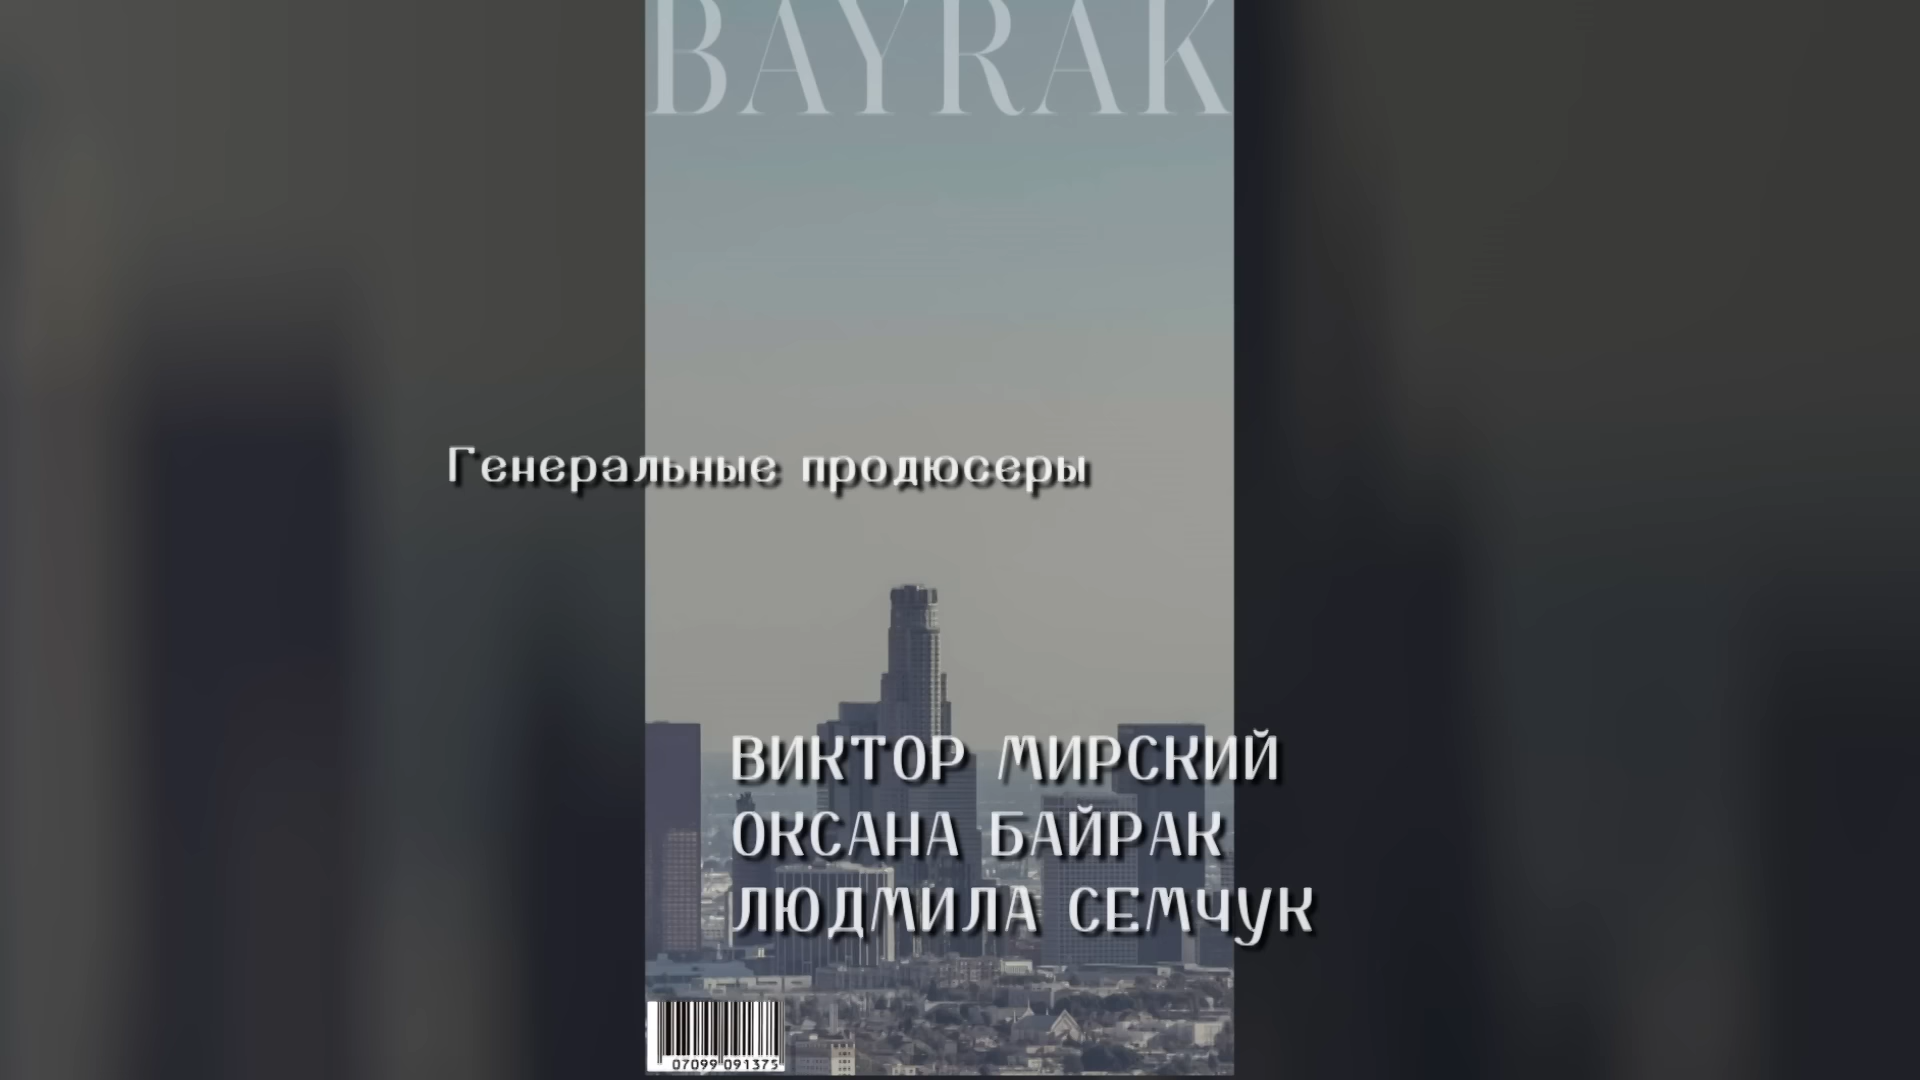 BAYRAK
Генеральные продюсеры
ВИКТОР МИРСКИЙ
ОКСАНА БАЙРАК
ЛЮДМИЛА СЕМЧУК
07099 091375